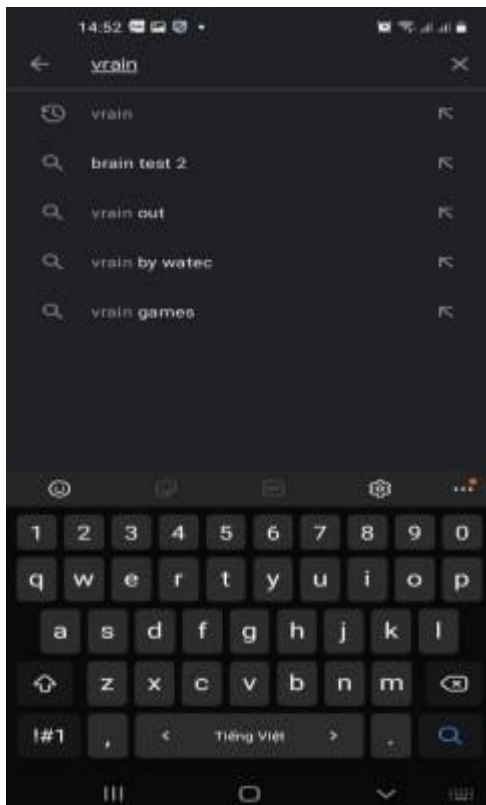 14:52
vrain
vrain
brain test 2
vrain out
vrain by watec
vrain games
1 2 3 4 5 6 7 8 9 0
q w e r t y u i o p
a s d f g h j k l
z x c v b n m
!#1 , < Tiếng Việt > .